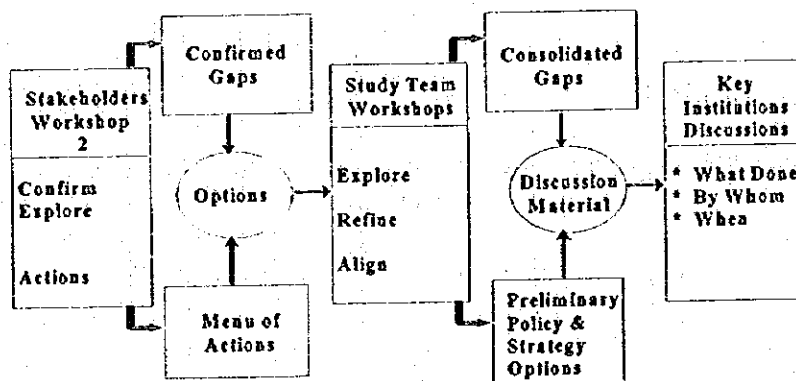 Stakeholders
Workshop
2
Confirm
Explore
Actions
Confirmed
Gaps
Options
Menu of
Actions
Study Team
Workshops
Explore
Refine
Align
Consolidated
Gaps
Discussion
Material
Preliminary
Policy &
Strategy
Options
Key
Institutions
Discussions
* What Done
* By Whom
* When